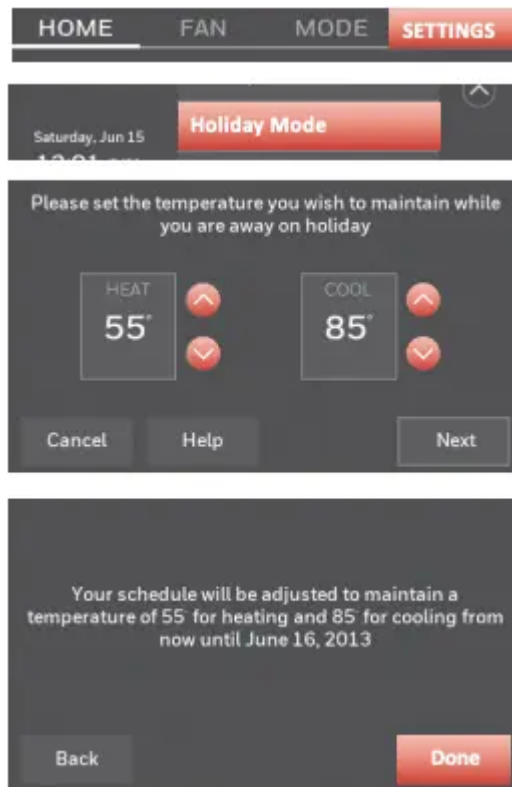 HOME FAN MODE SETTINGS
Holiday Mode
Saturday, Jun 15
Please set the temperature you wish to maintain while
you are away on holiday
HEAT COOL
55° 85°
Cancel Help Next
Your schedule will be adjusted to maintain a
temperature of 55° for heating and 85° for cooling from
now until June 16, 2013
Back Done